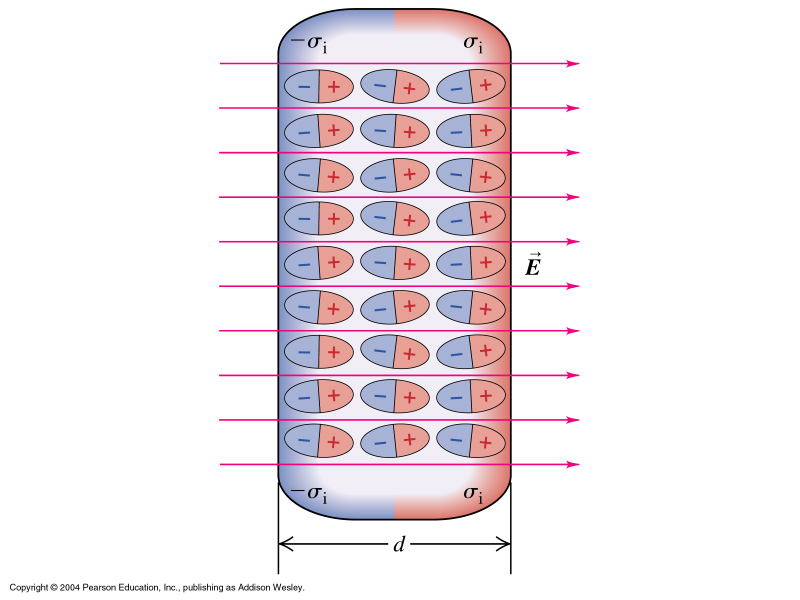 −σi σi
− + − + − +
− + − + − +
− + − + − +
− + − + − +
− + − + − +
E⃗
− + − + − +
− + − + − +
− + − + − +
− + − + − +
−σi σi
d
Copyright © 2004 Pearson Education, Inc., publishing as Addison Wesley.